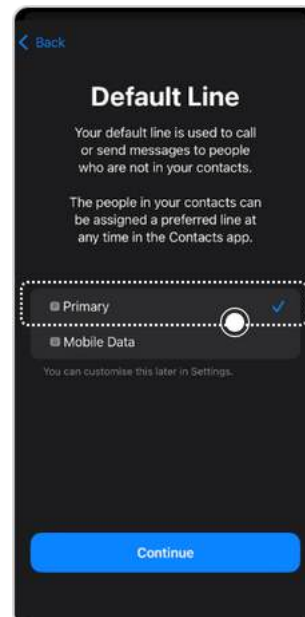 Back
Default Line
Your default line is used to call
or send messages to people
who are not in your contacts.
The people in your contacts can
be assigned a preferred line at
any time in the Contacts app.
Primary
Mobile Data
You can customise this later in Settings.
Continue